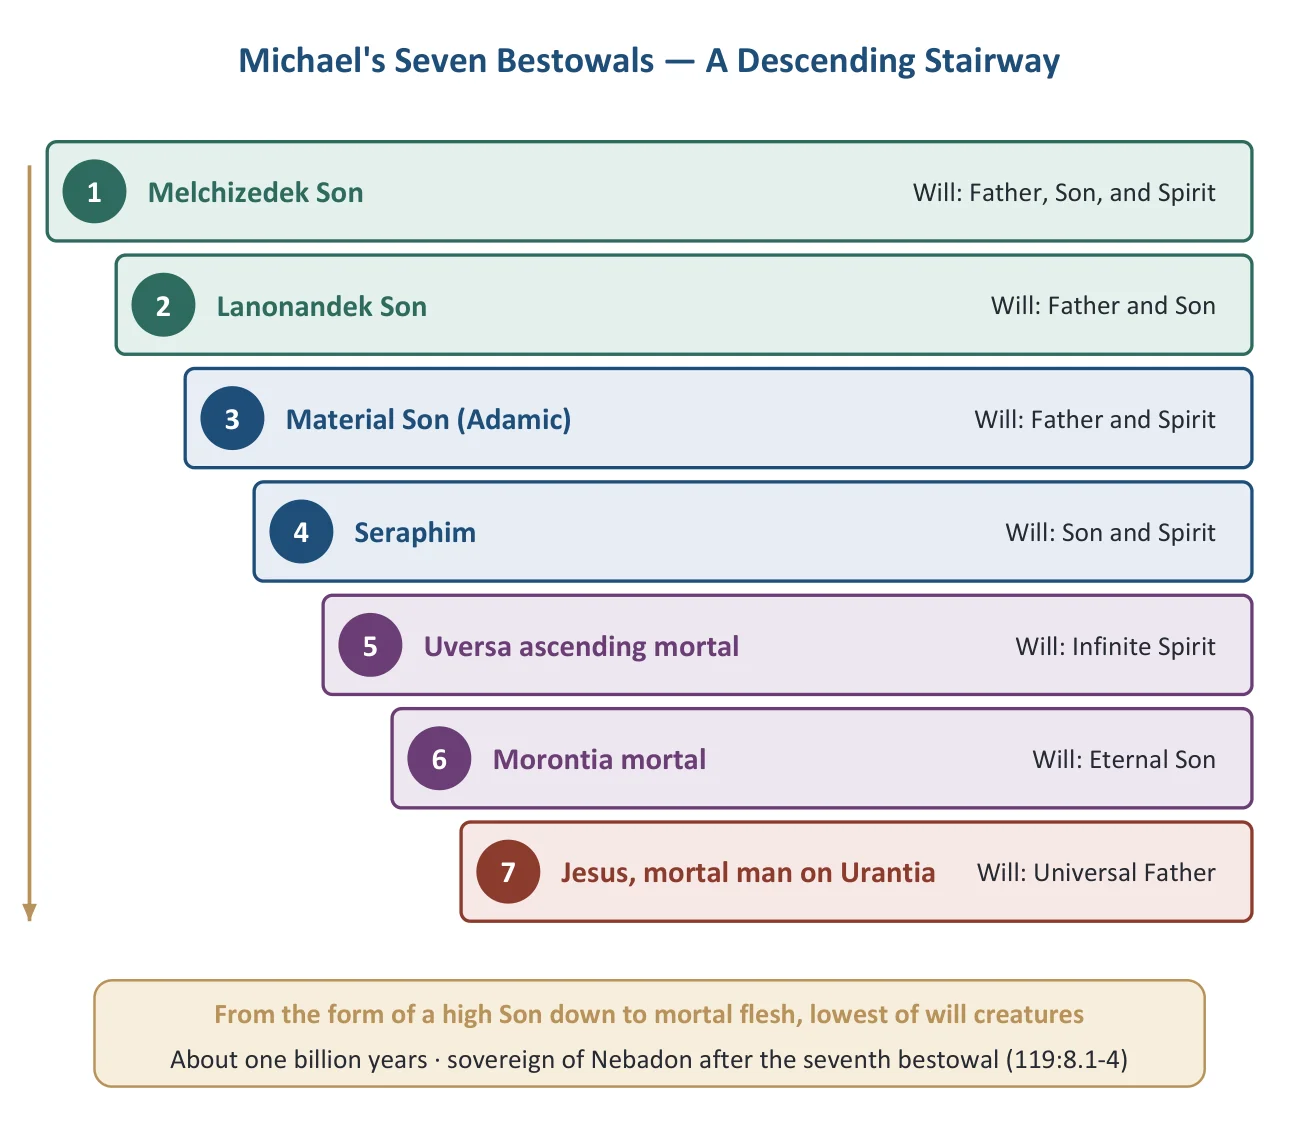 Michael's Seven Bestowals — A Descending Stairway
1 Melchizedek Son Will: Father, Son, and Spirit
2 Lanonandek Son Will: Father and Son
3 Material Son (Adamic) Will: Father and Spirit
4 Seraphim Will: Son and Spirit
5 Uversa ascending mortal Will: Infinite Spirit
6 Morontia mortal Will: Eternal Son
7 Jesus, mortal man on Urantia Will: Universal Father
From the form of a high Son down to mortal flesh, lowest of will creatures
About one billion years · sovereign of Nebadon after the seventh bestowal (119:8.1-4)